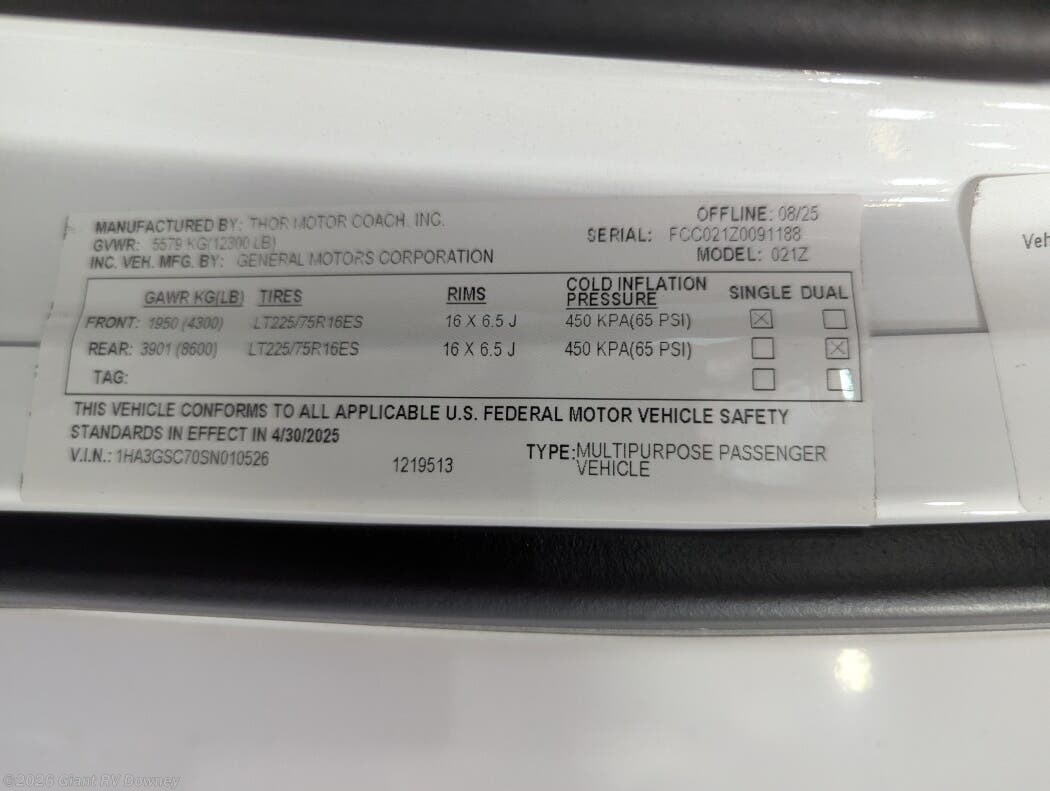 MANUFACTURED BY: THOR MOTOR COACH, INC.
OFFLINE: 08/25
GVWR: 5579 KG(12300 LB)
SERIAL: FCC021Z0091188
INC. VEH. MFG. BY: GENERAL MOTORS CORPORATION
MODEL: 021Z
GAWR KG(LB) TIRES RIMS COLD INFLATION PRESSURE SINGLE DUAL
FRONT: 1950 (4300) LT225/75R16ES 16 X 6.5 J 450 KPA(65 PSI) ☒ ☐
REAR: 3901 (8600) LT225/75R16ES 16 X 6.5 J 450 KPA(65 PSI) ☐ ☒
TAG: ☐ ☐
THIS VEHICLE CONFORMS TO ALL APPLICABLE U.S. FEDERAL MOTOR VEHICLE SAFETY
STANDARDS IN EFFECT IN 4/30/2025
V.I.N.: 1HA3GSC70SN010526 1219513 TYPE:MULTIPURPOSE PASSENGER
VEHICLE
Veh
©2026 Giant RV Downey